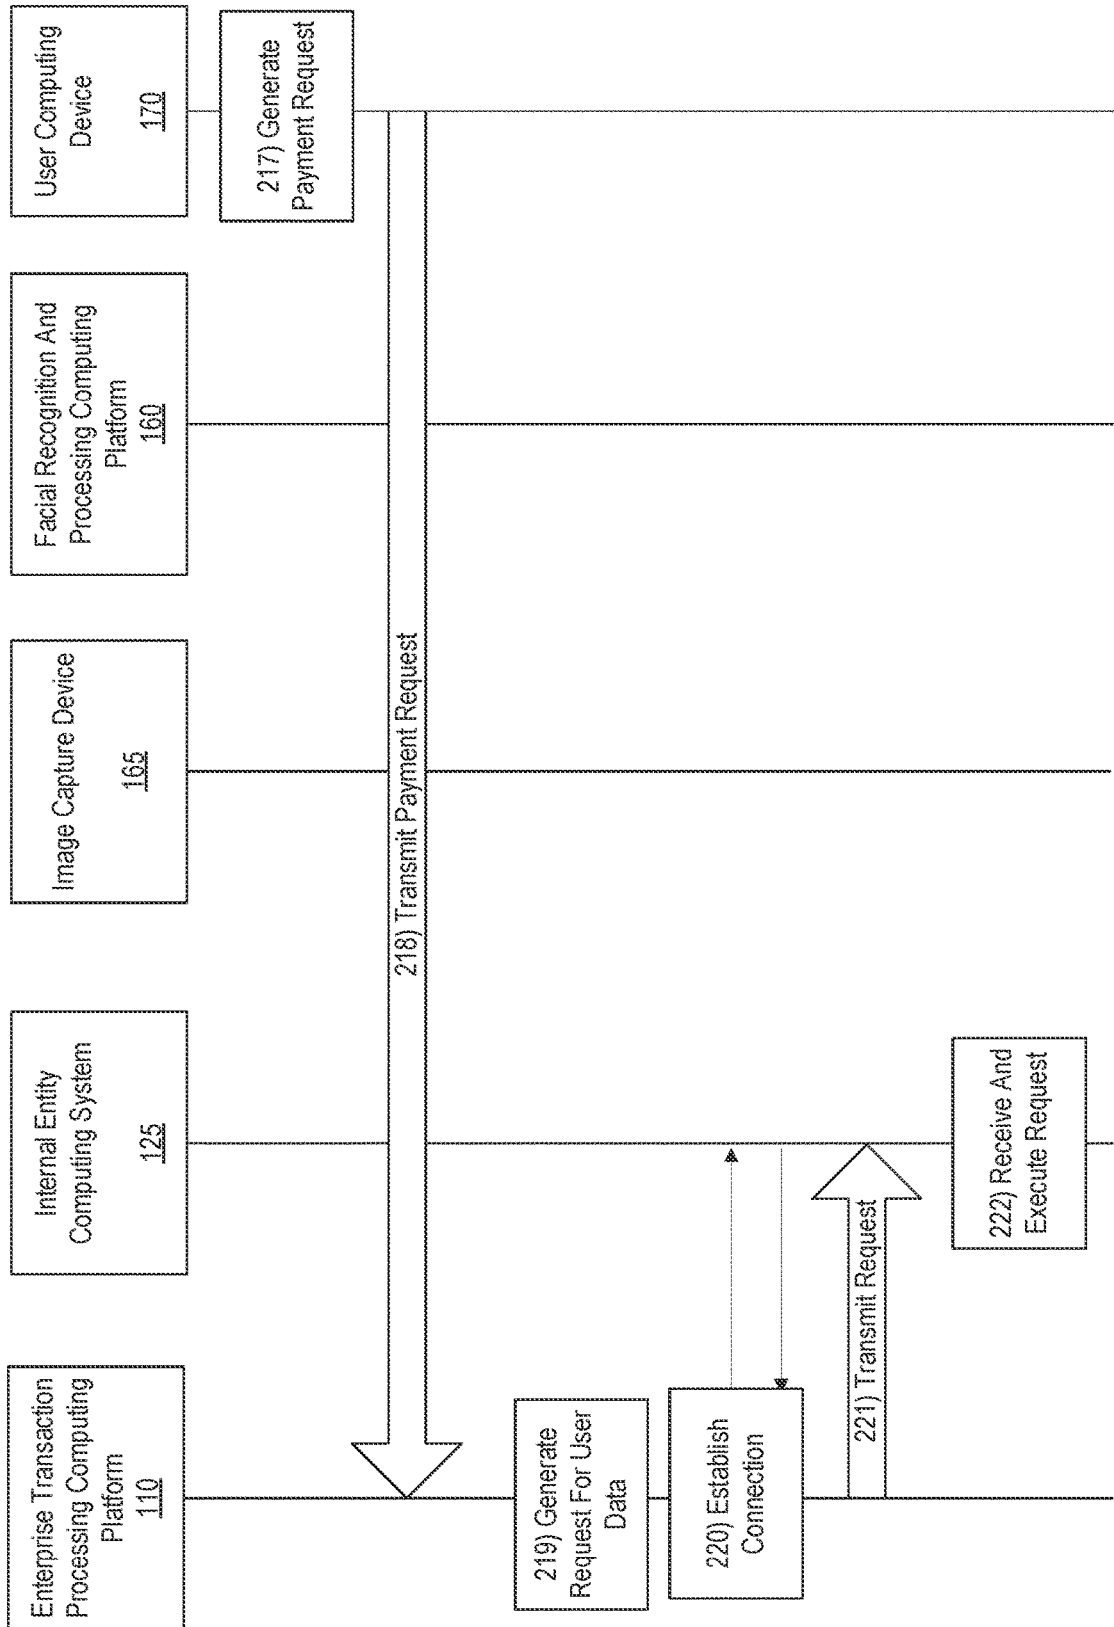 Enterprise Transaction
Processing Computing
Platform
110
Internal Entity
Computing System
125
Image Capture Device
165
Facial Recognition And
Processing Computing
Platform
160
User Computing
Device
170
217) Generate
Payment Request
218) Transmit Payment Request
219) Generate
Request For User
Data
220) Establish
Connection
221) Transmit Request
222) Receive And
Execute Request